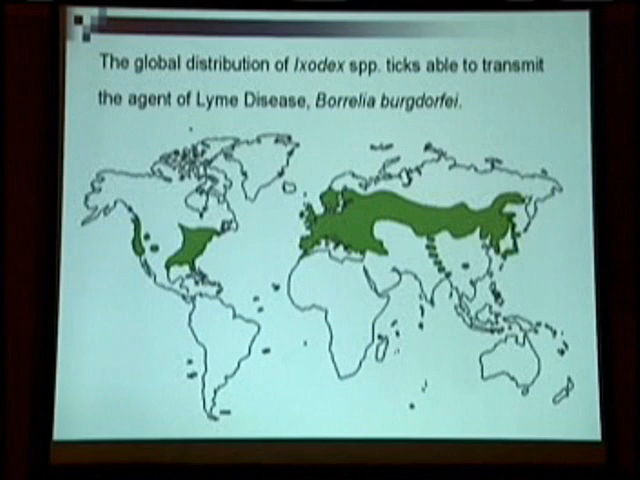 The global distribution of Ixodex spp. ticks able to transmit
the agent of Lyme Disease, Borrelia burgdorfei.